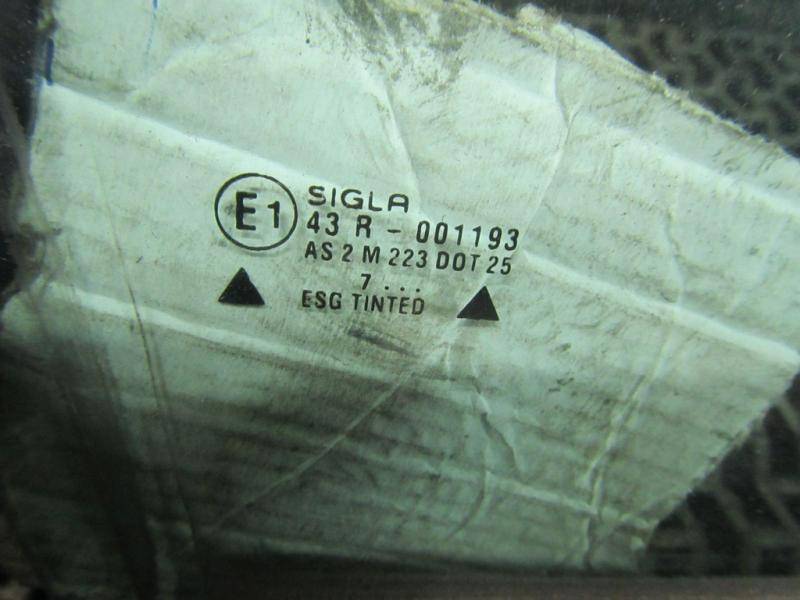 E1
SIGLA
43 R - 001193
AS 2 M 223 DOT 25
7 . . .
ESG TINTED